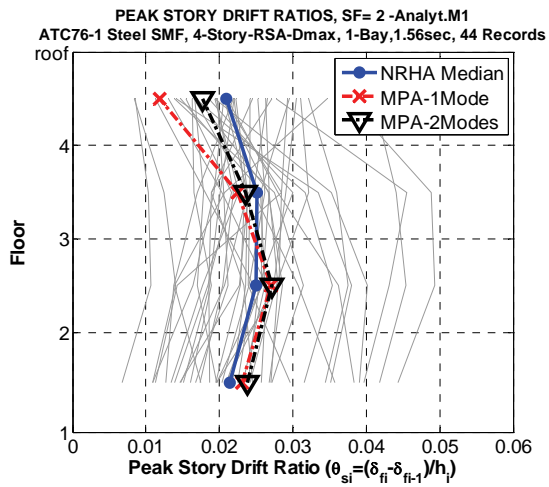 PEAK STORY DRIFT RATIOS, SF= 2 -Analyt.M1
ATC76-1 Steel SMF, 4-Story-RSA-Dmax, 1-Bay,1.56sec, 44 Records
roof
NRHA Median
MPA-1Mode
MPA-2Modes
4
3
2
1
Floor
0 0.01 0.02 0.03 0.04 0.05 0.06
Peak Story Drift Ratio (θsi=(δfi-δfi-1)/hi)